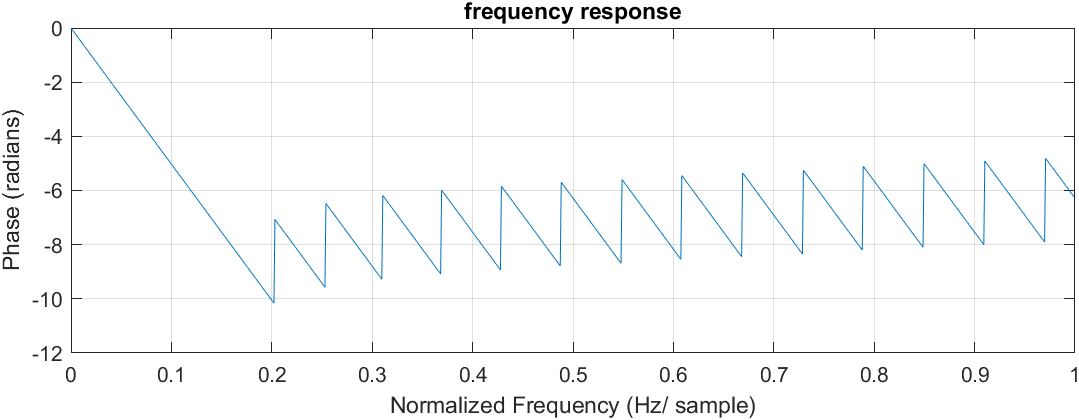 frequency response
Phase (radians)
0
-2
-4
-6
-8
-10
-12
0 0.1 0.2 0.3 0.4 0.5 0.6 0.7 0.8 0.9 1
Normalized Frequency (Hz/ sample)